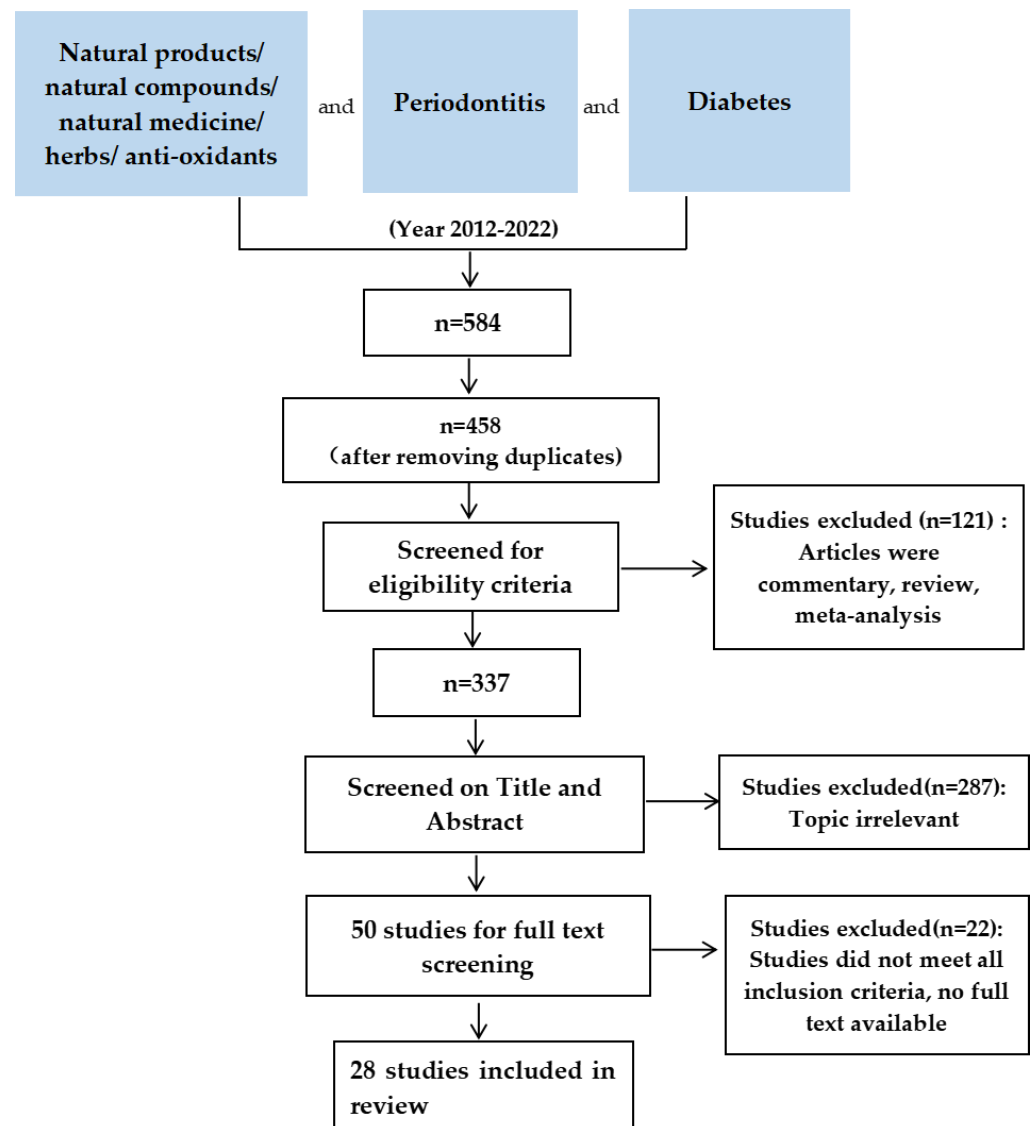 Natural products/
natural compounds/
natural medicine/
herbs/ anti-oxidants
and
Periodontitis
and
Diabetes
(Year 2012-2022)
n=584
n=458
（after removing duplicates)
Screened for
eligibility criteria
Studies excluded (n=121) :
Articles were
commentary, review,
meta-analysis
n=337
Screened on Title and
Abstract
Studies excluded(n=287):
Topic irrelevant
50 studies for full text
screening
Studies excluded(n=22):
Studies did not meet all
inclusion criteria, no full
text available
28 studies included in
review